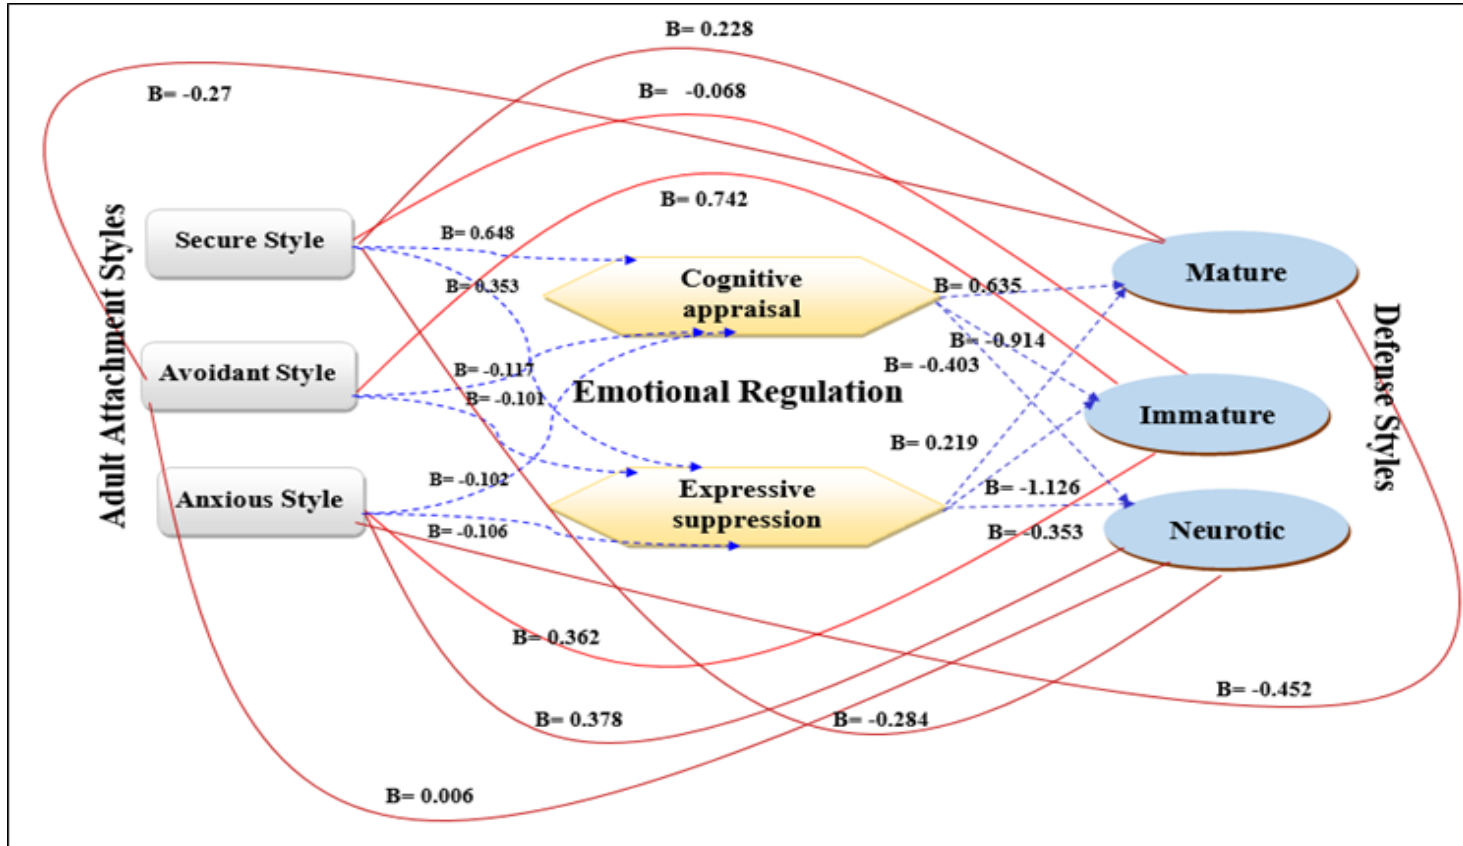 B= 0.228
B= -0.27
B= -0.068
B= 0.742
Adult Attachment Styles
Secure Style
B= 0.648
B= 0.353
Cognitive
appraisal
B= 0.635
Mature
Defense Styles
B= -0.914
B= -0.403
Avoidant Style
B= -0.117
B= -0.101
Emotional Regulation
Immature
B= 0.219
Anxious Style
B= -0.102
B= -0.106
Expressive
suppression
B= -1.126
B= -0.353
Neurotic
B= 0.362
B= -0.452
B= 0.378
B= -0.284
B= 0.006